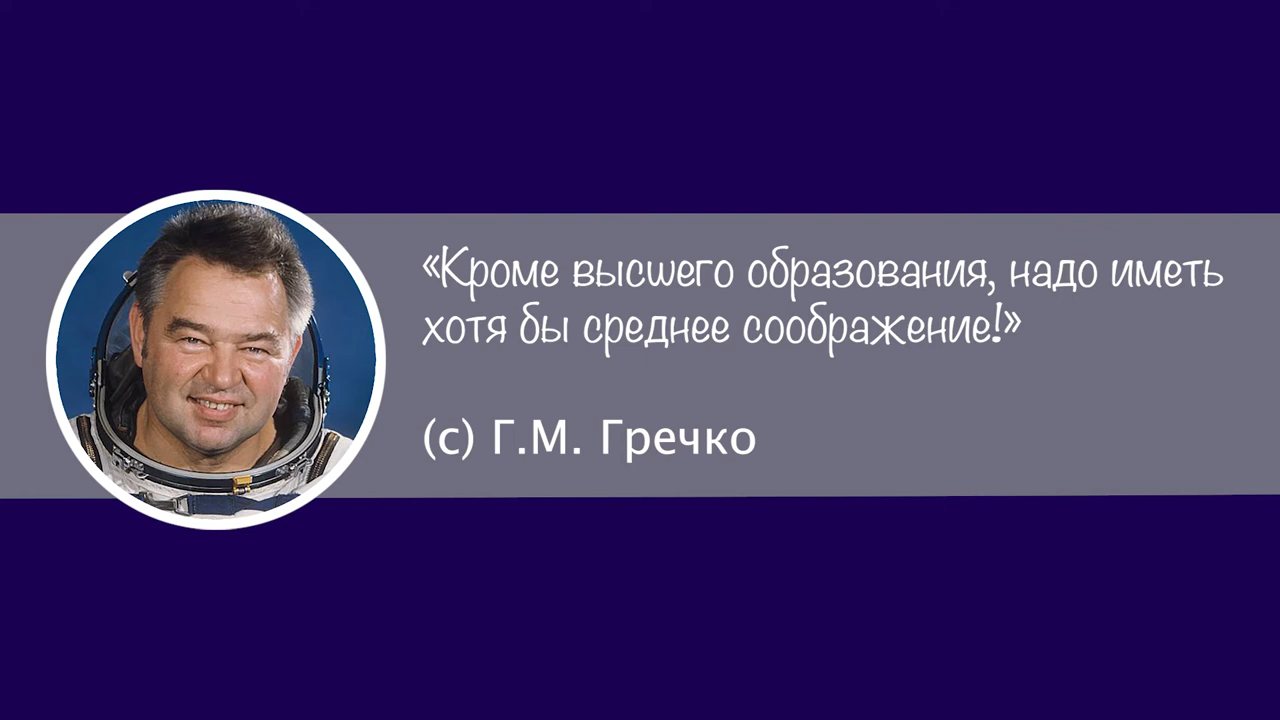 «Кроме высшего образования, надо иметь
хотя бы среднее соображение!»
(с) Г.М. Гречко